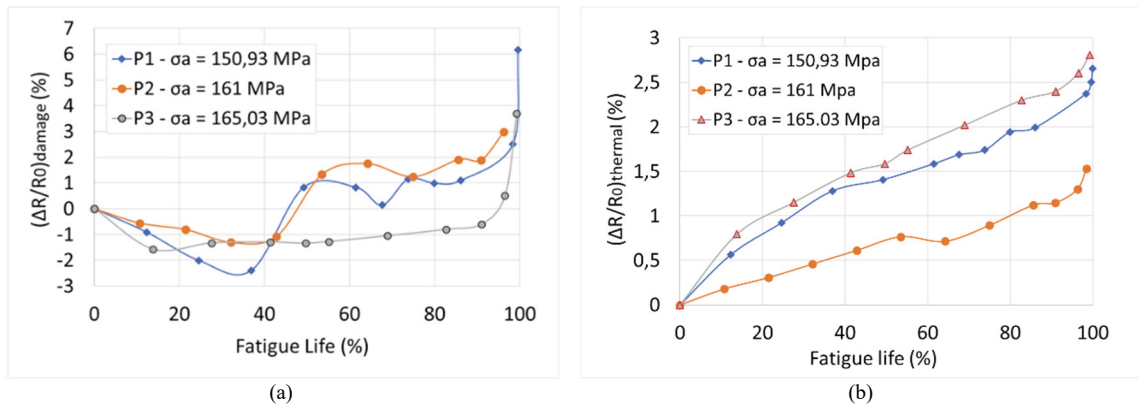 7
6
5
4
3
2
1
0
-1
-2
-3
(ΔR/Ro)damage (%)
P1 - σa = 150,93 MPa
P2 - σa = 161 MPa
P3 - σa = 165,03 MPa
0 20 40 60 80 100
Fatigue Life (%)
(a)
3
2,5
2
1,5
1
0,5
0
(ΔR/Ro)thermal (%)
P1 - σa = 150,93 Mpa
P2 - σa = 161 Mpa
P3 - σa = 165.03 Mpa
0 20 40 60 80 100
Fatigue life (%)
(b)